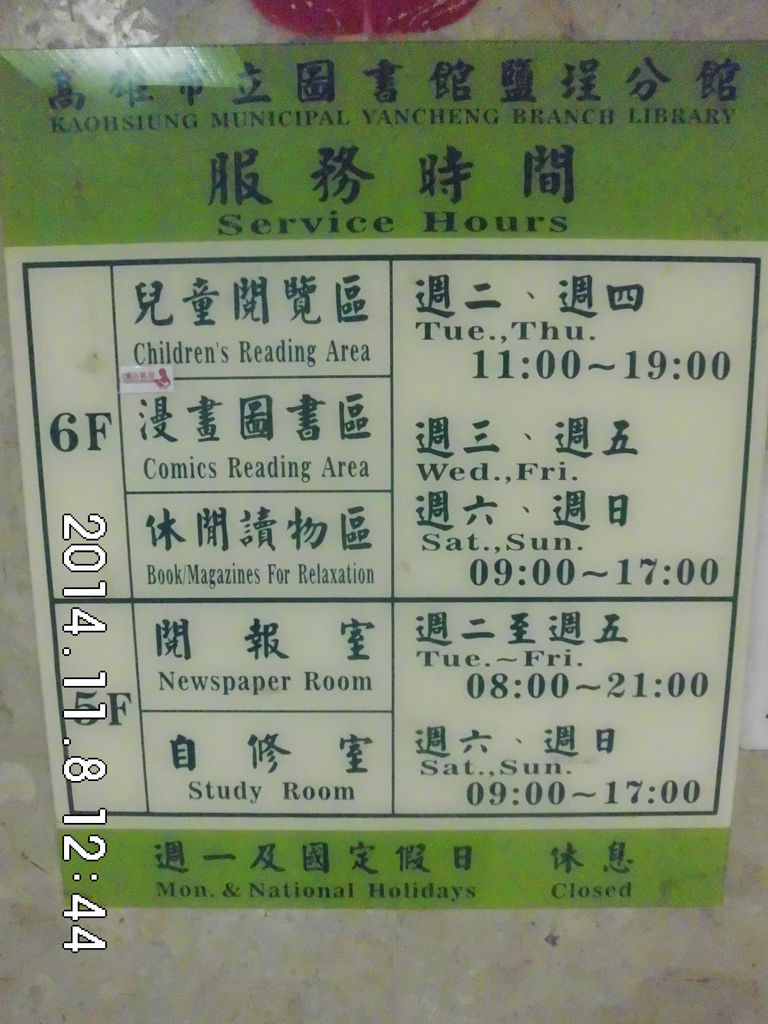 高雄市立圖書館鹽埕分館
KAOHSIUNG MUNICIPAL YANCHENG BRANCH LIBRARY
服務時間
Service Hours
6F
兒童閱覽區
Children's Reading Area
漫畫圖書區
Comics Reading Area
休閒讀物區
Book/Magazines For Relaxation
週二、週四
Tue.,Thu.
11:00~19:00
週三、週五
Wed.,Fri.
週六、週日
Sat.,Sun.
09:00~17:00
5F
閱報室
Newspaper Room
自修室
Study Room
週二至週五
Tue.~Fri.
08:00~21:00
週六、週日
Sat.,Sun.
09:00~17:00
週一及國定假日 休息
Mon. & National Holidays Closed
2014.11.8 12:44